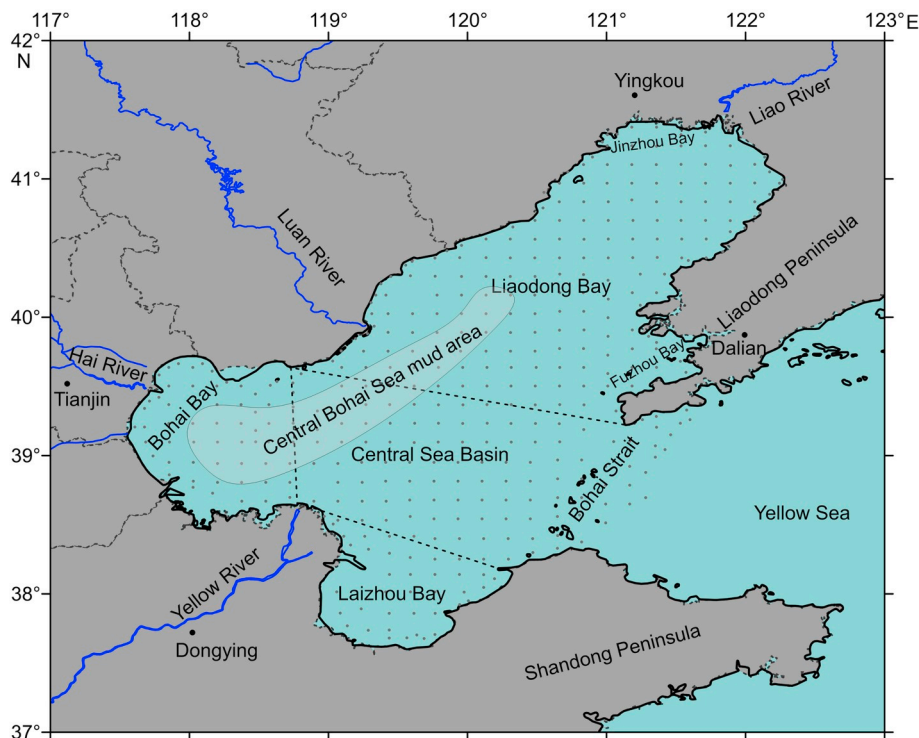 117°
118°
119°
120°
121°
122°
123°E
42°
N
Yingkou
Liao River
Jinzhou Bay
41°
Luan River
Liaodong Peninsula
Liaodong Bay
40°
Hai River
Central Bohai Sea mud area
Fuzhou Bay
Dalian
Tianjin
Bohai Bay
39°
Central Sea Basin
Bohai Strait
Yellow Sea
38°
Yellow River
Laizhou Bay
Dongying
Shandong Peninsula
37°